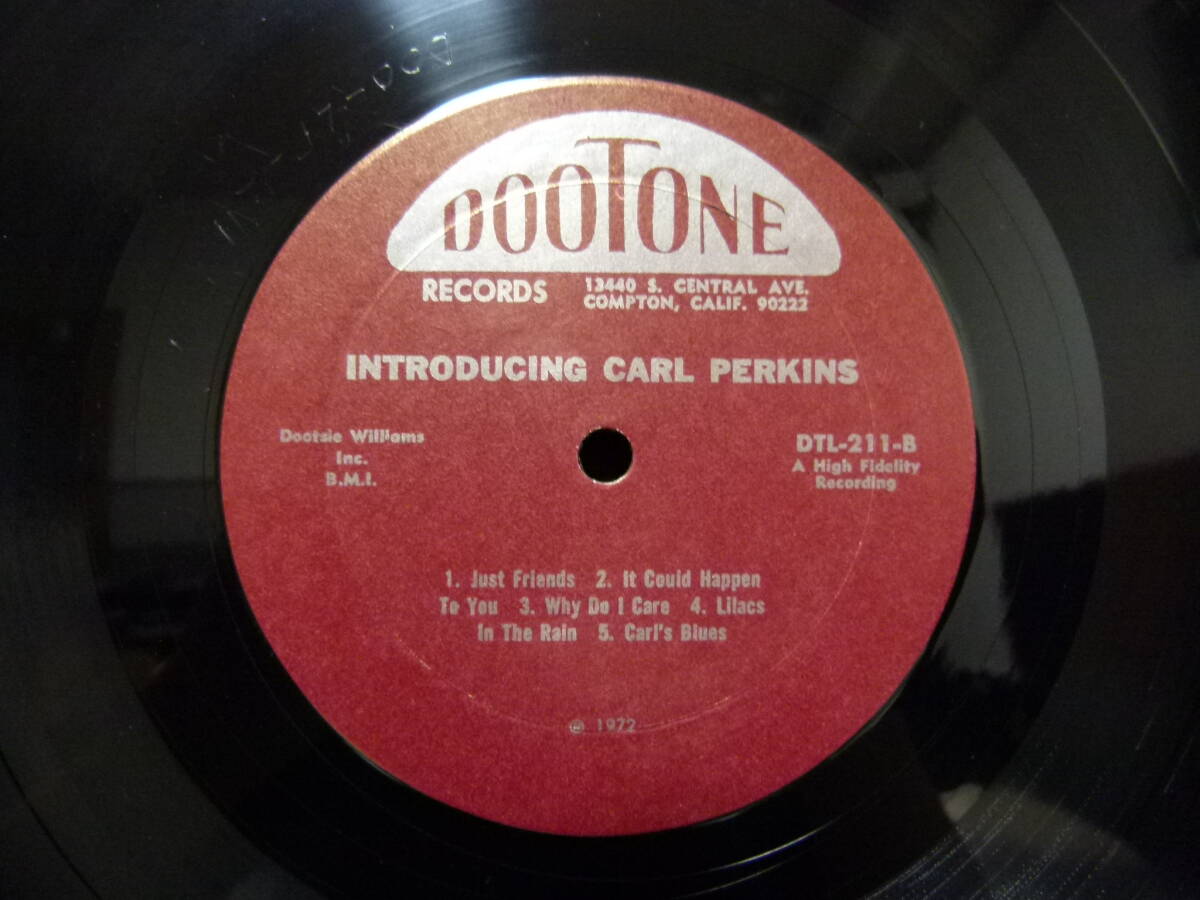 DOOTONE
RECORDS
13440 S. CENTRAL AVE.
COMPTON, CALIF. 90222
INTRODUCING CARL PERKINS
Dootsie Williams
Inc.
B.M.I.
DTL-211-B
A High Fidelity
Recording
1. Just Friends 2. It Could Happen
To You 3. Why Do I Care 4. Lilacs
In The Rain 5. Carl's Blues
1972